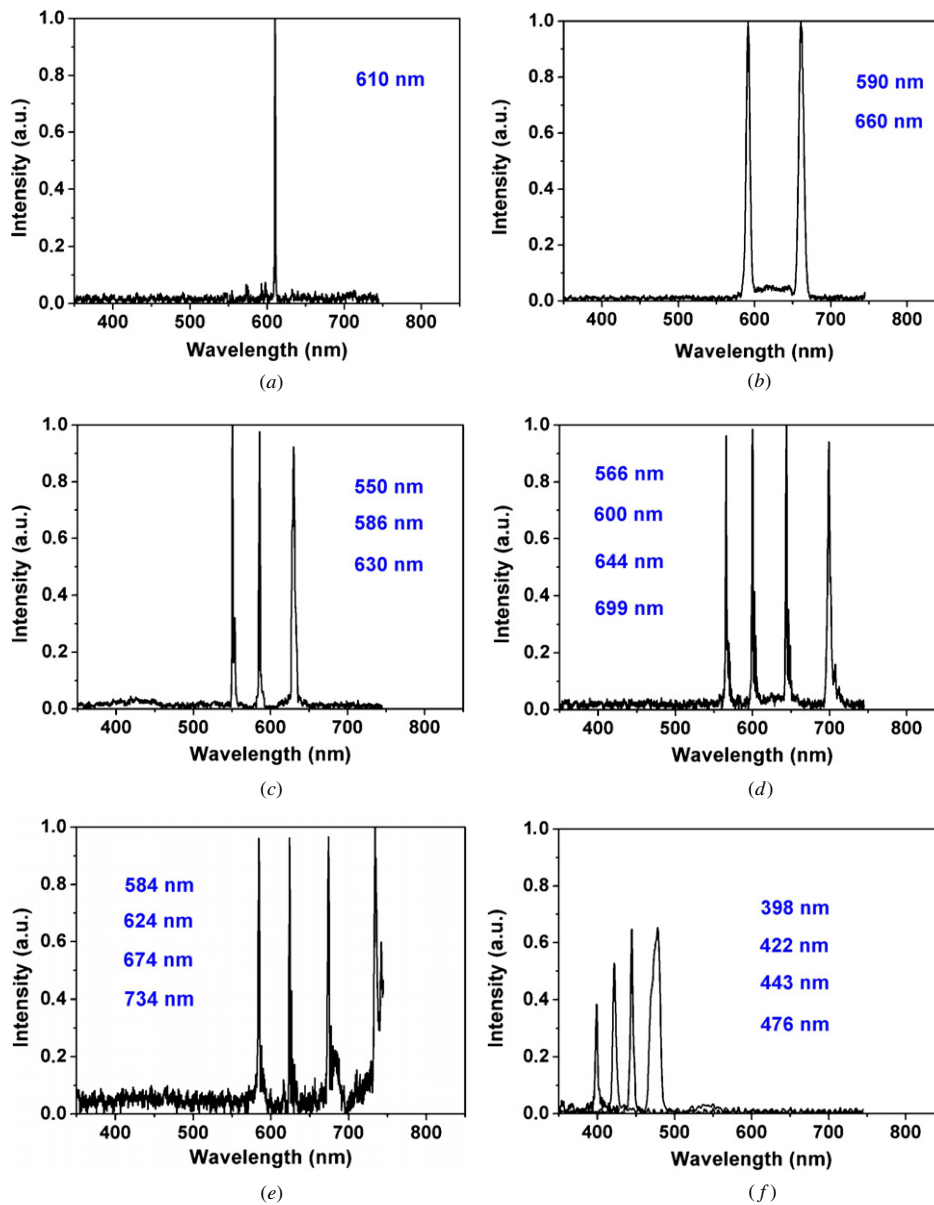 1.0
0.8
0.6
0.4
0.2
0.0
Intensity (a.u.)
610 nm
400 500 600 700 800
Wavelength (nm)
(a)
1.0
0.8
0.6
0.4
0.2
0.0
Intensity (a.u.)
590 nm
660 nm
400 500 600 700 800
Wavelength (nm)
(b)
1.0
0.8
0.6
0.4
0.2
0.0
Intensity (a.u.)
550 nm
586 nm
630 nm
400 500 600 700 800
Wavelength (nm)
(c)
1.0
0.8
0.6
0.4
0.2
0.0
Intensity (a.u.)
566 nm
600 nm
644 nm
699 nm
400 500 600 700 800
Wavelength (nm)
(d)
1.0
0.8
0.6
0.4
0.2
0.0
Intensity (a.u.)
584 nm
624 nm
674 nm
734 nm
400 500 600 700 800
Wavelength (nm)
(e)
1.0
0.8
0.6
0.4
0.2
0.0
Intensity (a.u.)
398 nm
422 nm
443 nm
476 nm
400 500 600 700 800
Wavelength (nm)
(f)